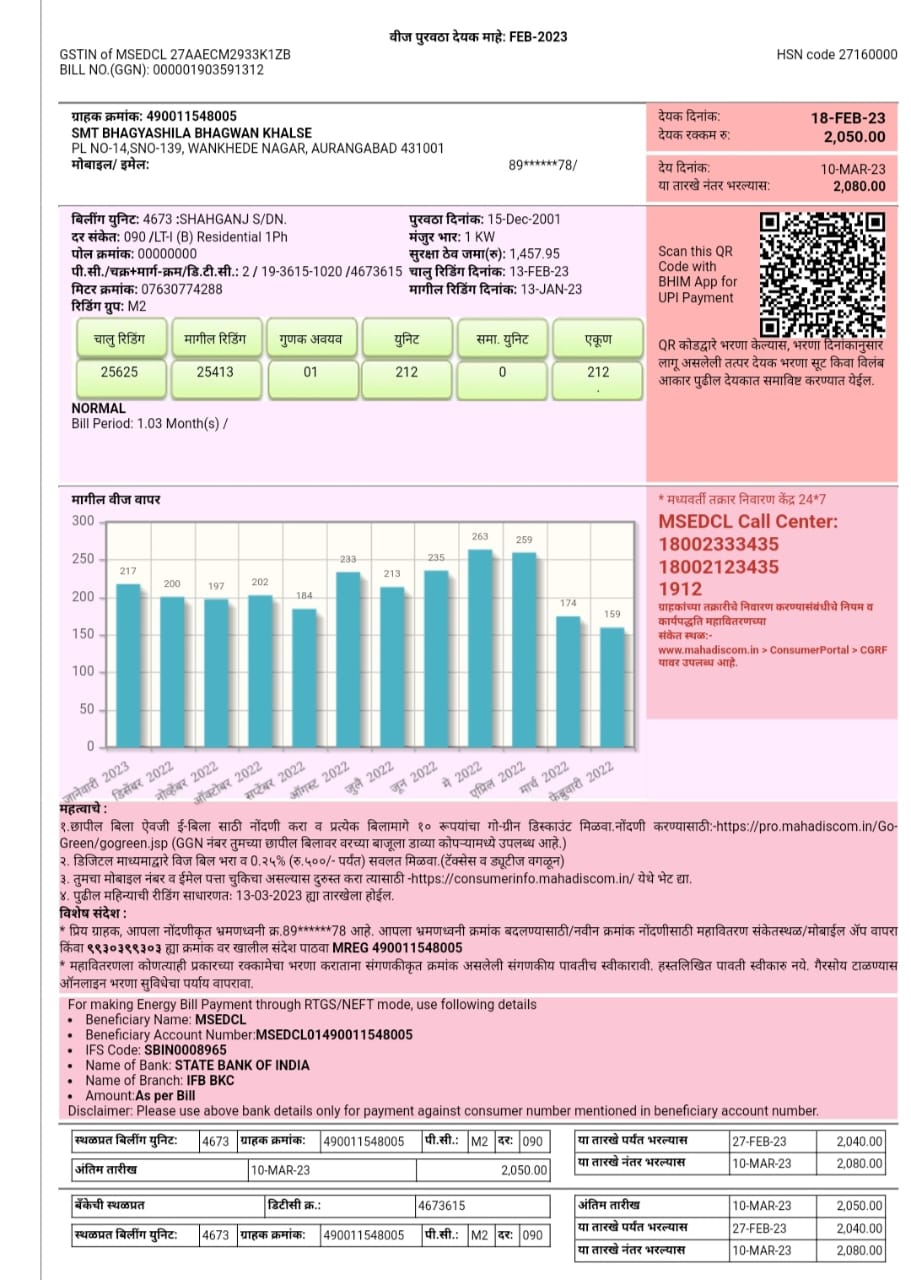 वीज पुरवठा देयक माहे: FEB-2023
GSTIN of MSEDCL 27AAECM2933K1ZB
HSN code 27160000
BILL NO.(GGN): 000001903591312
ग्राहक क्रमांक: 490011548005
SMT BHAGYASHILA BHAGWAN KHALSE
PL NO-14,SNO-139, WANKHEDE NAGAR, AURANGABAD 431001
मोबाइल/ इमेल: 89******78/
देयक दिनांक: 18-FEB-23
देयक रक्कम रु: 2,050.00
देय दिनांक: 10-MAR-23
या तारखे नंतर भरल्यास: 2,080.00
बिलींग युनिट: 4673 :SHAHGANJ S/DN.
दर संकेत: 090 /LT-I (B) Residential 1Ph
पोल क्रमांक: 00000000
पी.सी./चक्र+मार्ग-क्रम/डि.टी.सी.: 2 / 19-3615-1020 /4673615
मिटर क्रमांक: 07630774288
रिडिंग ग्रुप: M2
पुरवठा दिनांक: 15-Dec-2001
मंजुर भार: 1 KW
सुरक्षा ठेव जमा(रु): 1,457.95
चालु रिडिंग दिनांक: 13-FEB-23
मागील रिडिंग दिनांक: 13-JAN-23
Scan this QR
Code with
BHIM App for
UPI Payment
QR कोडद्वारे भरणा केल्यास, भरणा दिनांकानुसार
लागू असलेली तत्पर देयक भरणा सूट किंवा विलंब
आकार पुढील देयकात समाविष्ट करण्यात येईल.
चालु रिडिंग मागील रिडिंग गुणक अवयव युनिट समा. युनिट एकूण
25625 25413 01 212 0 212
.
NORMAL
Bill Period: 1.03 Month(s) /
मागील वीज वापर
300
250
200
150
100
50
0
217 200 197 202 184 233 213 235 263 259 174 159
जानेवारी 2023 डिसेंबर 2022 नोव्हेंबर 2022 ऑक्टोबर 2022 सप्टेंबर 2022 ऑगस्ट 2022 जुलै 2022 जून 2022 मे 2022 एप्रिल 2022 मार्च 2022 फेब्रुवारी 2022
* मध्यवर्ती तक्रार निवारण केंद्र 24*7
MSEDCL Call Center:
18002333435
18002123435
1912
ग्राहकांच्या तक्रारीचे निवारण करण्यासंबंधीचे नियम व
कार्यपद्धति महावितरणच्या
संकेत स्थळ:-
www.mahadiscom.in > ConsumerPortal > CGRF
यावर उपलब्ध आहे.
महत्वाचे :
१.छापील बिला ऐवजी ई-बिला साठी नोंदणी करा व प्रत्येक बिलामागे १० रूपयांचा गो-ग्रीन डिस्काउंट मिळवा.नोंदणी करण्यासाठी:-https://pro.mahadiscom.in/Go-
Green/gogreen.jsp (GGN नंबर तुमच्या छापील बिलावर वरच्या बाजूला डाव्या कोपऱ्यामध्ये उपलब्ध आहे.)
२. डिजिटल माध्यमाद्वारे विज बिल भरा व 0.२५% (रु.५००/- पर्यंत) सवलत मिळवा.(टॅक्सेस व ड्युटीज वगळून)
३. तुमचा मोबाइल नंबर व ईमेल पत्ता चुकिचा असल्यास दुरुस्त करा त्यासाठी -https://consumerinfo.mahadiscom.in/ येथे भेट द्या.
४. पुढील महिन्याची रीडिंग साधारणतः 13-03-2023 ह्या तारखेला होईल.
विशेष संदेश :
* प्रिय ग्राहक, आपला नोंदणीकृत भ्रमणध्वनी क्र.89******78 आहे. आपला भ्रमणध्वनी क्रमांक बदलण्यासाठी/नवीन क्रमांक नोंदणीसाठी महावितरण संकेतस्थळ/मोबाईल ॲप वापरा
किंवा ९९३०३९९३०३ ह्या क्रमांक वर खालील संदेश पाठवा MREG 490011548005
* महावितरणला कोणत्याही प्रकारच्या रक्कामेचा भरणा कराताना संगणकीकृत क्रमांक असलेली संगणकीय पावतीच स्वीकारावी. हस्तलिखित पावती स्वीकारु नये. गैरसोय टाळण्यास
ऑनलाइन भरणा सुविधेचा पर्याय वापरावा.
For making Energy Bill Payment through RTGS/NEFT mode, use following details
• Beneficiary Name: MSEDCL
• Beneficiary Account Number:MSEDCL01490011548005
• IFS Code: SBIN0008965
• Name of Bank: STATE BANK OF INDIA
• Name of Branch: IFB BKC
• Amount:As per Bill
Disclaimer: Please use above bank details only for payment against consumer number mentioned in beneficiary account number.
स्थळप्रत बिलींग युनिट: 4673 ग्राहक क्रमांक: 490011548005 पी.सी.: M2 दर: 090
अंतिम तारीख 10-MAR-23 2,050.00
या तारखे पर्यंत भरल्यास 27-FEB-23 2,040.00
या तारखे नंतर भरल्यास 10-MAR-23 2,080.00
बँकेची स्थळप्रत डिटीसी क्र.: 4673615
स्थळप्रत बिलींग युनिट: 4673 ग्राहक क्रमांक: 490011548005 पी.सी.: M2 दर: 090
अंतिम तारीख 10-MAR-23 2,050.00
या तारखे पर्यंत भरल्यास 27-FEB-23 2,040.00
या तारखे नंतर भरल्यास 10-MAR-23 2,080.00